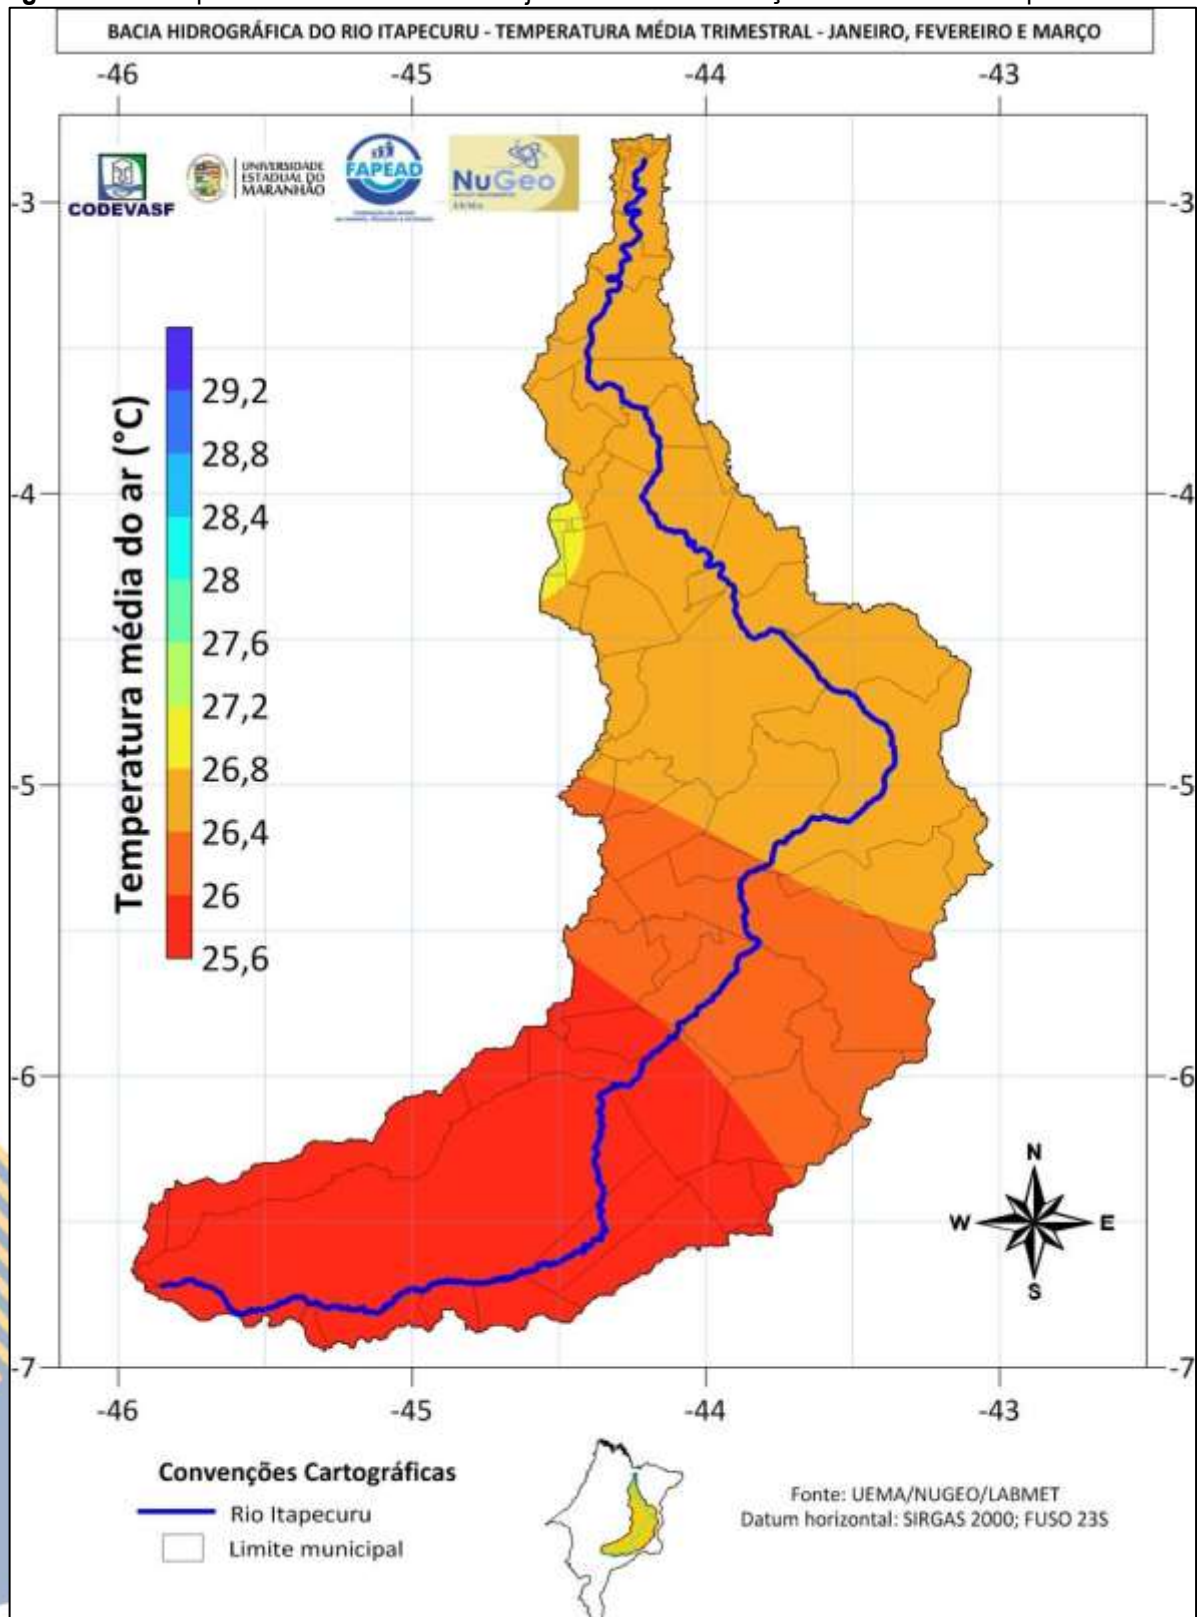 BACIA HIDROGRÁFICA DO RIO ITAPECURU - TEMPERATURA MÉDIA TRIMESTRAL - JANEIRO, FEVEREIRO E MARÇO
-46 -45 -44 -43
CODEVASF
UNIVERSIDADE
ESTADUAL DO
MARANHÃO
FAPEAD
NuGeo
-3 -3
Temperatura média do ar (°C)
29,2
28,8
28,4
28
27,6
27,2
26,8
26,4
26
25,6
-4 -4
-5 -5
-6 -6
N
W E
S
-7 -7
-46 -45 -44 -43
Convenções Cartográficas
Rio Itapecuru
Limite municipal
Fonte: UEMA/NUGEO/LABMET
Datum horizontal: SIRGAS 2000; FUSO 23S